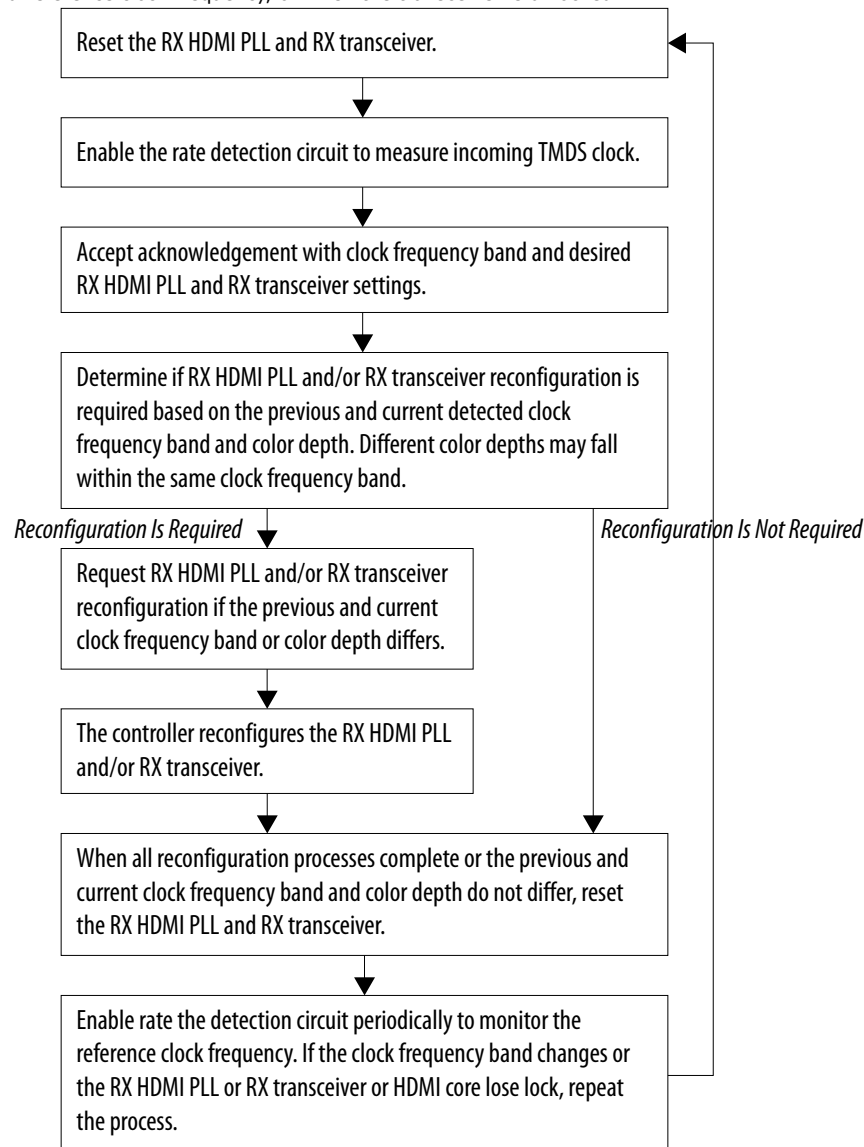 Reset the RX HDMI PLL and RX transceiver.
Enable the rate detection circuit to measure incoming TMDS clock.
Accept acknowledgement with clock frequency band and desired
RX HDMI PLL and RX transceiver settings.
Determine if RX HDMI PLL and/or RX transceiver reconfiguration is
required based on the previous and current detected clock
frequency band and color depth. Different color depths may fall
within the same clock frequency band.
Reconfiguration Is Required
Reconfiguration Is Not Required
Request RX HDMI PLL and/or RX transceiver
reconfiguration if the previous and current
clock frequency band or color depth differs.
The controller reconfigures the RX HDMI PLL
and/or RX transceiver.
When all reconfiguration processes complete or the previous and
current clock frequency band and color depth do not differ, reset
the RX HDMI PLL and RX transceiver.
Enable rate the detection circuit periodically to monitor the
reference clock frequency. If the clock frequency band changes or
the RX HDMI PLL or RX transceiver or HDMI core lose lock, repeat
the process.